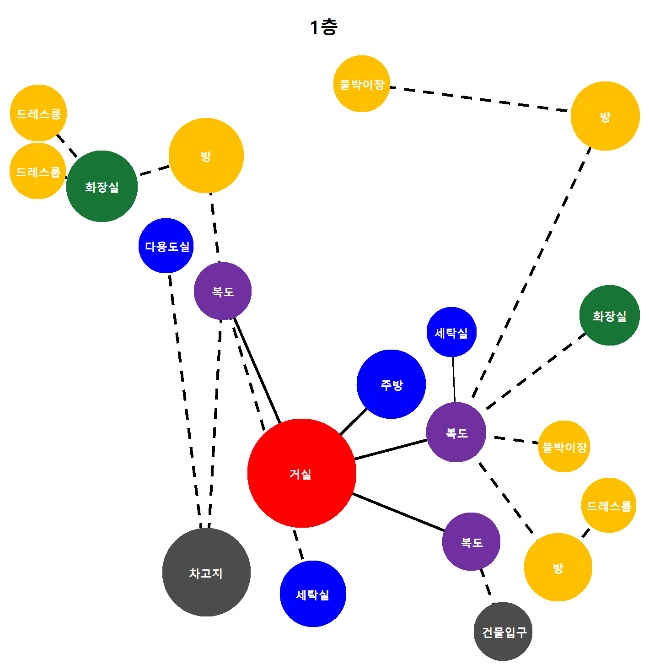 1층
붙박이장
드레스룸
방
방
드레스룸
화장실
다용도실
복도
화장실
세탁실
주방
복도
붙박이장
거실
드레스룸
복도
방
차고지
세탁실
건물입구